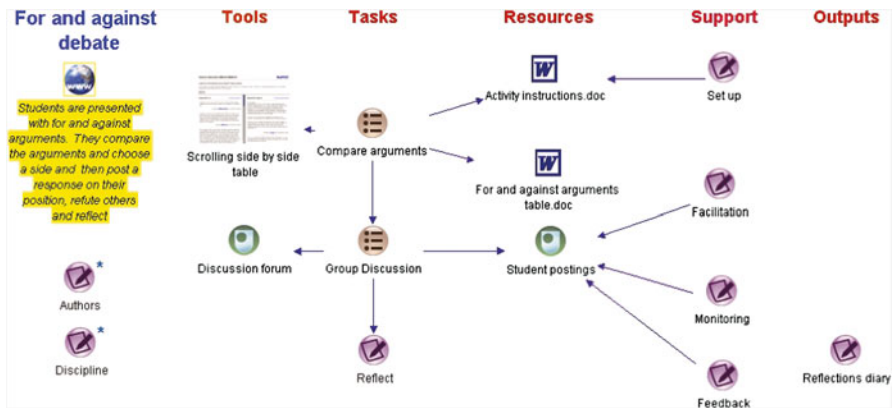 For and against
debate
Tools
Tasks
Resources
Support
Outputs
WWW
Students are presented
with for and against
arguments. They compare
the arguments and choose
a side and then post a
response on their
position, refute others
and reflect
Scrolling side by side
table
Compare arguments
Activity instructions.doc
Set up
For and against arguments
table.doc
Facilitation
Discussion forum
Group Discussion
Student postings
Authors
*
Monitoring
Discipline
*
Reflect
Feedback
Reflections diary